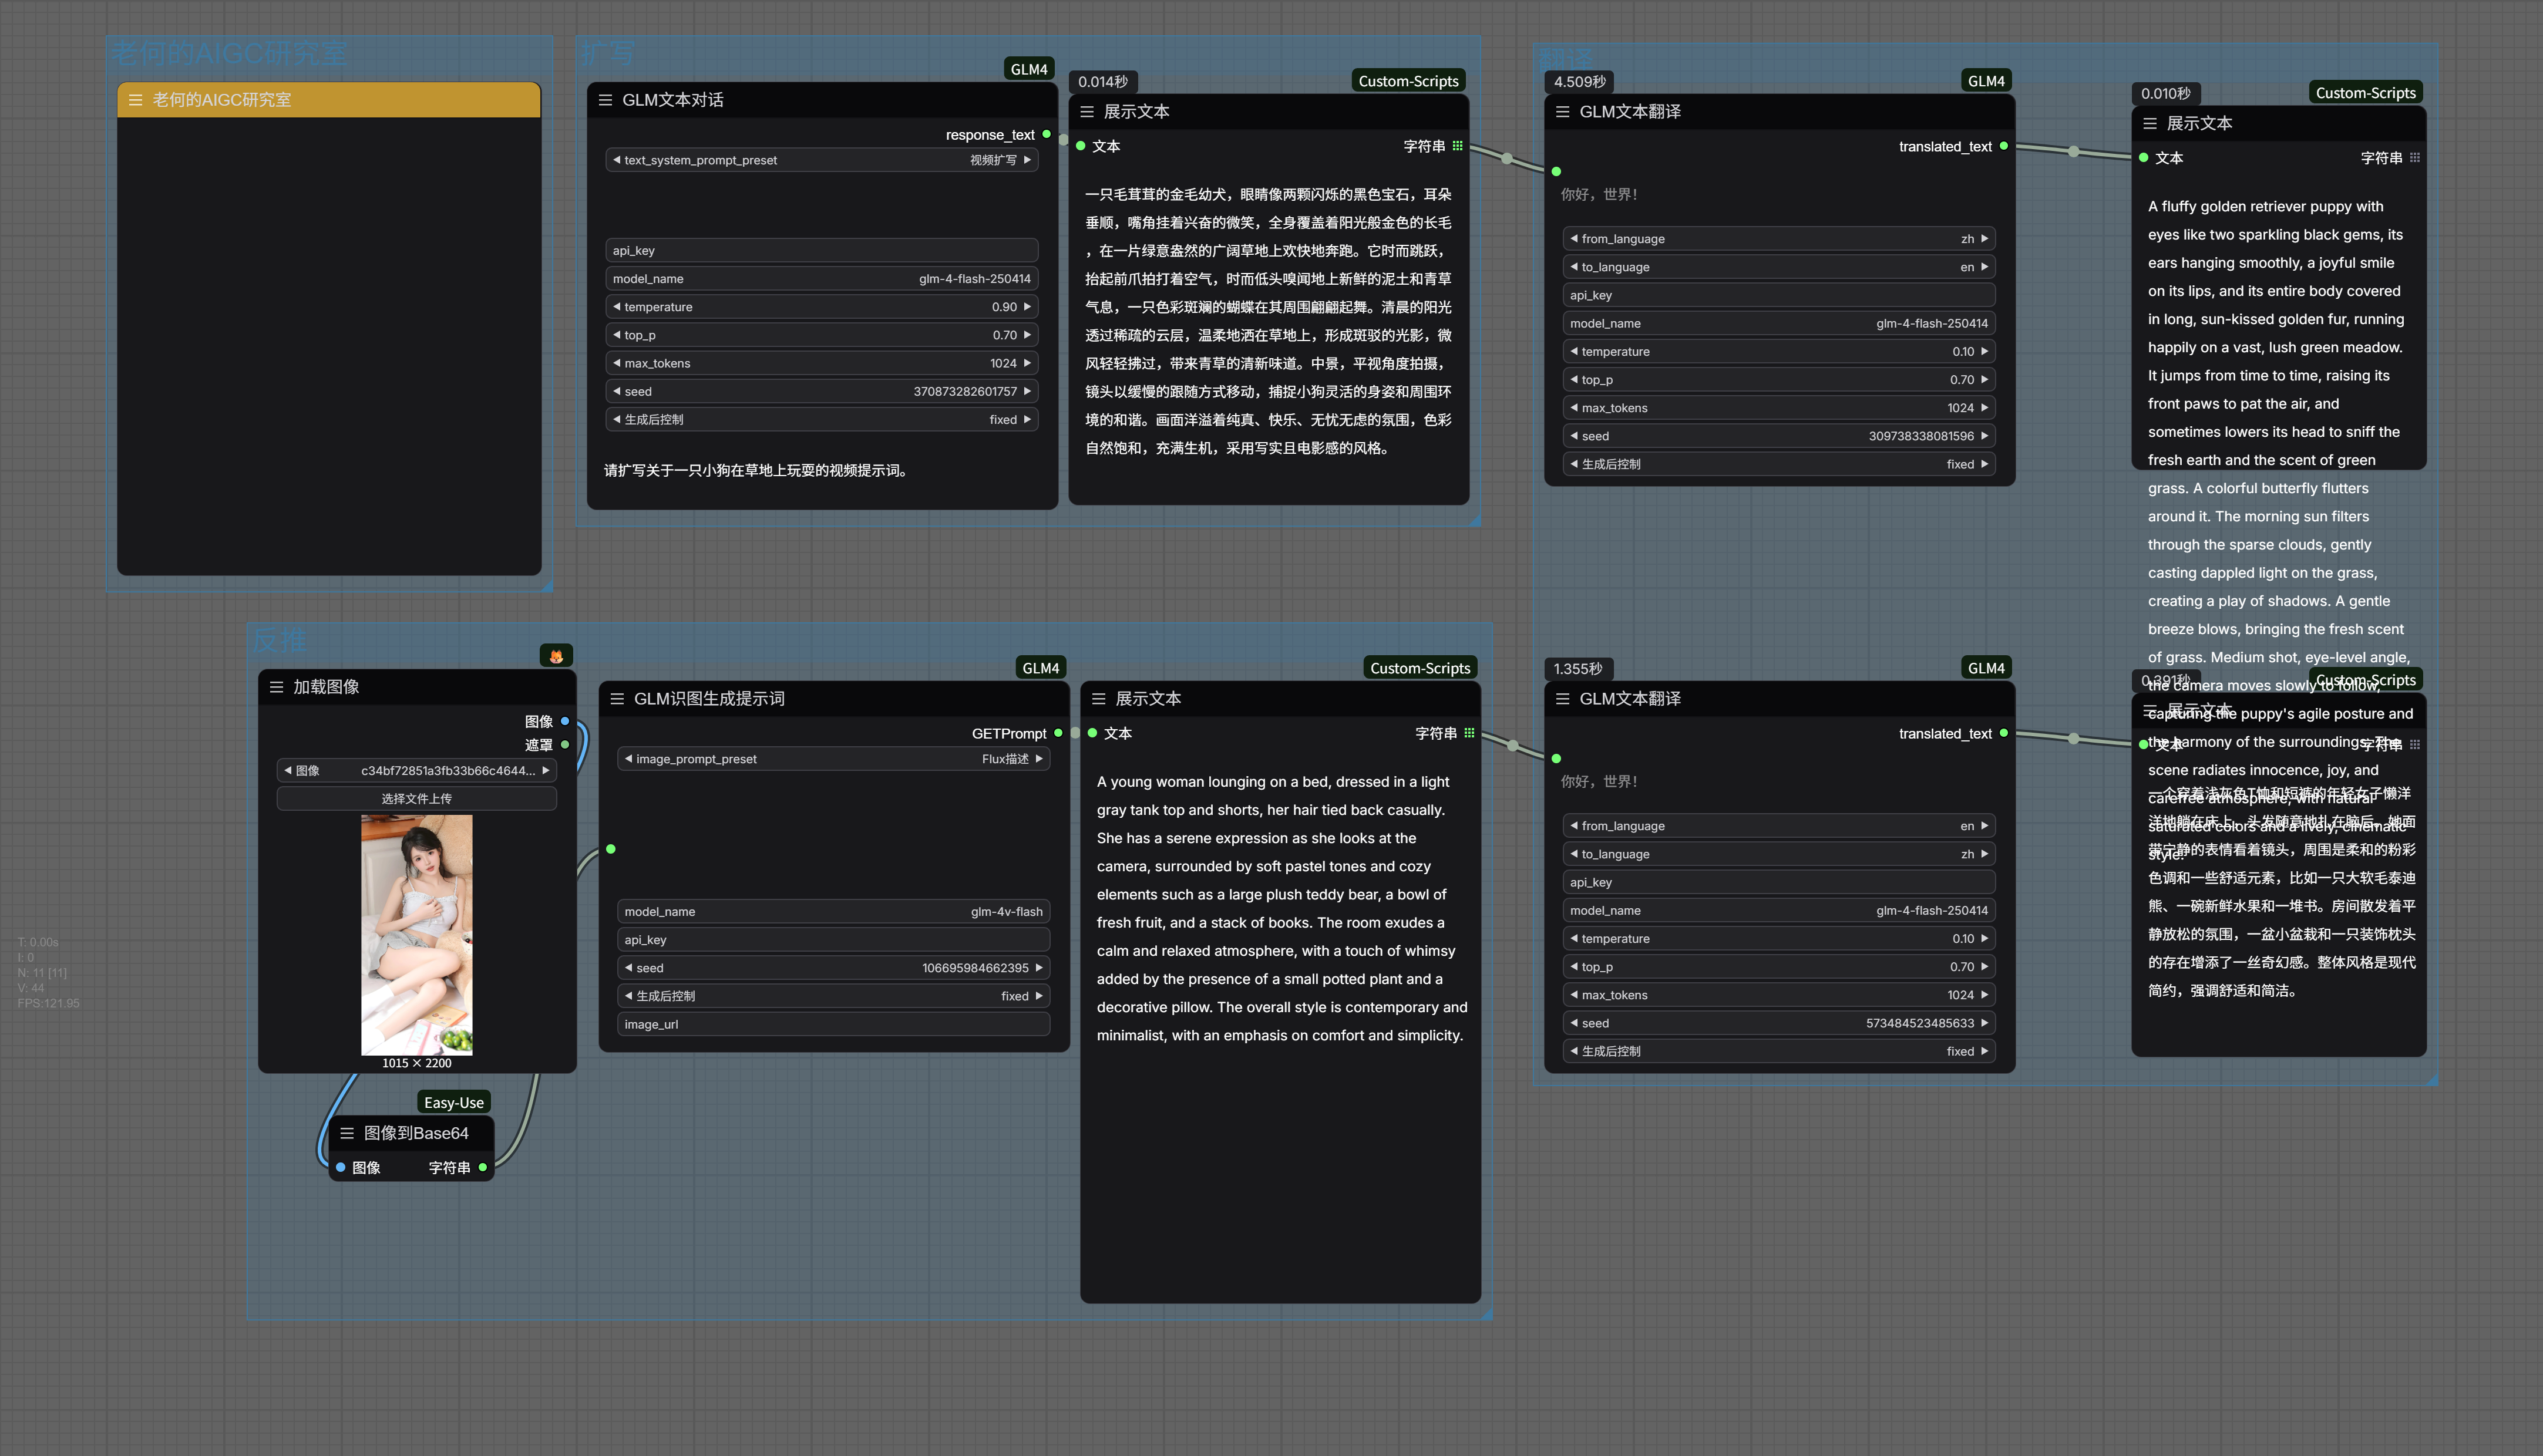 老何的AIGC研究室
老何的AIGC研究室
扩写
GLM4
GLM文本对话
response_text
text_system_prompt_preset 视频扩写
api_key
model_name glm-4-flash-250414
temperature 0.90
top_p 0.70
max_tokens 1024
seed 370873282601757
生成后控制 fixed
请扩写关于一只小狗在草地上玩耍的视频提示词。
0.014秒
Custom-Scripts
展示文本
文本 字符串
一只毛茸茸的金毛幼犬，眼睛像两颗闪烁的黑色宝石，耳朵
垂顺，嘴角挂着兴奋的微笑，全身覆盖着阳光般金色的长毛
，在一片绿意盎然的广阔草地上欢快地奔跑。它时而跳跃，
抬起前爪拍打着空气，时而低头嗅闻地上新鲜的泥土和青草
气息，一只色彩斑斓的蝴蝶在其周围翩翩起舞。清晨的阳光
透过稀疏的云层，温柔地洒在草地上，形成斑驳的光影，微
风轻轻拂过，带来青草的清新味道。中景，平视角度拍摄，
镜头以缓慢的跟随方式移动，捕捉小狗灵活的身姿和周围环
境的和谐。画面洋溢着纯真、快乐、无忧无虑的氛围，色彩
自然饱和，充满生机，采用写实且电影感的风格。
翻译
4.509秒
GLM4
GLM文本翻译
translated_text
你好，世界！
from_language zh
to_language en
api_key
model_name glm-4-flash-250414
temperature 0.10
top_p 0.70
max_tokens 1024
seed 309738338081596
生成后控制 fixed
0.010秒
Custom-Scripts
展示文本
文本 字符串
A fluffy golden retriever puppy with
eyes like two sparkling black gems, its
ears hanging smoothly, a joyful smile
on its lips, and its entire body covered
in long, sun-kissed golden fur, running
happily on a vast, lush green meadow.
It jumps from time to time, raising its
front paws to pat the air, and
sometimes lowers its head to sniff the
fresh earth and the scent of green
grass. A colorful butterfly flutters
around it. The morning sun filters
through the sparse clouds, gently
casting dappled light on the grass,
creating a play of shadows. A gentle
breeze blows, bringing the fresh scent
of grass. Medium shot, eye-level angle,
the camera moves slowly to follow,
capturing the puppy's agile posture and
the harmony of the surroundings. The
scene radiates innocence, joy, and
carefree atmosphere, with natural
saturated colors and a lively, cinematic
style.
反推
加载图像
图像
遮罩
图像 c34bf72851a3fb33b66c4644...
选择文件上传
1015 × 2200
Easy-Use
图像到Base64
图像 字符串
GLM4
GLM识图生成提示词
GETPrompt
image_prompt_preset Flux描述
model_name glm-4v-flash
api_key
seed 106695984662395
生成后控制 fixed
image_url
Custom-Scripts
展示文本
文本 字符串
A young woman lounging on a bed, dressed in a light
gray tank top and shorts, her hair tied back casually.
She has a serene expression as she looks at the
camera, surrounded by soft pastel tones and cozy
elements such as a large plush teddy bear, a bowl of
fresh fruit, and a stack of books. The room exudes a
calm and relaxed atmosphere, with a touch of whimsy
added by the presence of a small potted plant and a
decorative pillow. The overall style is contemporary and
minimalist, with an emphasis on comfort and simplicity.
1.355秒
GLM4
GLM文本翻译
translated_text
你好，世界！
from_language en
to_language zh
api_key
model_name glm-4-flash-250414
temperature 0.10
top_p 0.70
max_tokens 1024
seed 573484523485633
生成后控制 fixed
0.391秒
Custom-Scripts
展示文本
文本 字符串
一个穿着浅灰色T恤和短裤的年轻女子懒洋
洋地躺在床上，头发随意地扎在脑后。她面
带宁静的表情看着镜头，周围是柔和的粉彩
色调和一些舒适元素，比如一只大软毛泰迪
熊、一碗新鲜水果和一堆书。房间散发着平
静放松的氛围，一盆小盆栽和一只装饰枕头
的存在增添了一丝奇幻感。整体风格是现代
简约，强调舒适和简洁。
T: 0.00s
I: 0
N: 11 [11]
V: 44
FPS:121.95